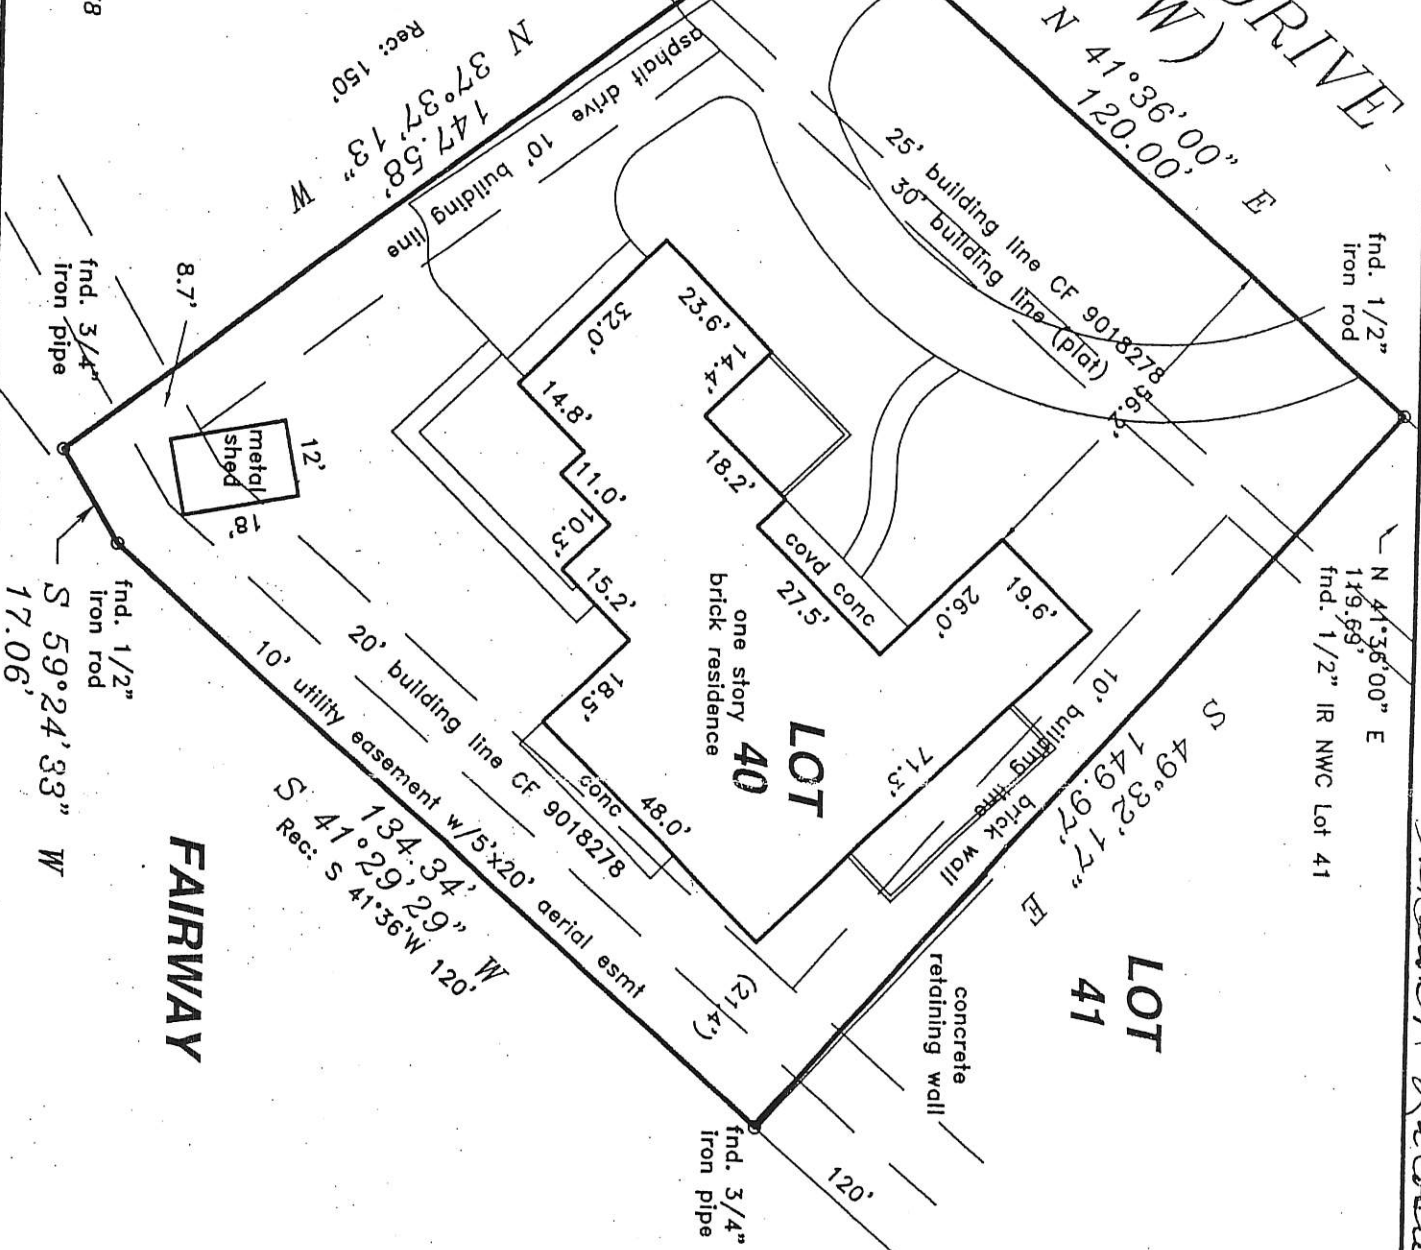 DRIVE
W)
N 41°36'00" E
120.00'
fnd. 1/2"
iron rod
N 41°36'00" E
119.69'
fnd. 1/2" IR NWC Lot 41
25' building line CF 9018278
30' building line (plat)
56.2'
asphalt drive
10' building line
N 37°37'13" W
147.58'
Rec: 150'
8.7'
fnd. 3/4"
iron pipe
metal
shed
12'
18'
fnd. 1/2"
iron rod
S 59°24'33" W
17.06'
23.6'
14.4'
32.0'
14.8'
11.0'
10.3'
15.2'
18.5'
18.2'
covd conc
27.5'
26.0'
19.6'
71.3'
48.0'
conc
one story
brick residence
LOT
40
20' building line CF 9018278
10' utility easement w/5'x20' aerial esmt
134.34'
S 41°29'29" W
Rec: S 41°36'W 120'
FAIRWAY
10' building line
brick wall
S 49°32'17" E
149.97'
LOT
41
concrete
retaining wall
(21.4')
fnd. 3/4"
iron pipe
120'